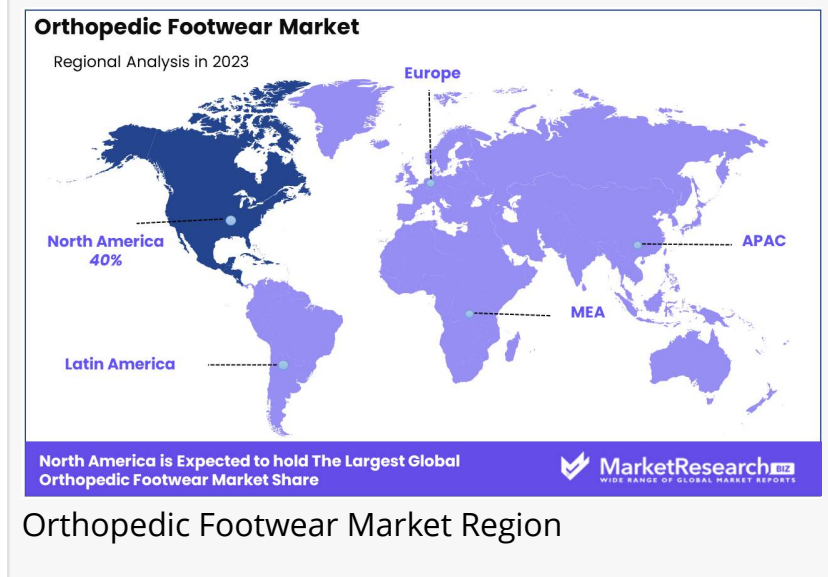 Orthopedic Footwear Market
Regional Analysis in 2023
Europe
North America
40%
APAC
MEA
Latin America
North America is Expected to hold The Largest Global
Orthopedic Footwear Market Share
MarketResearch BIZ
WIDE RANGE OF GLOBAL MARKET REPORTS
Orthopedic Footwear Market Region